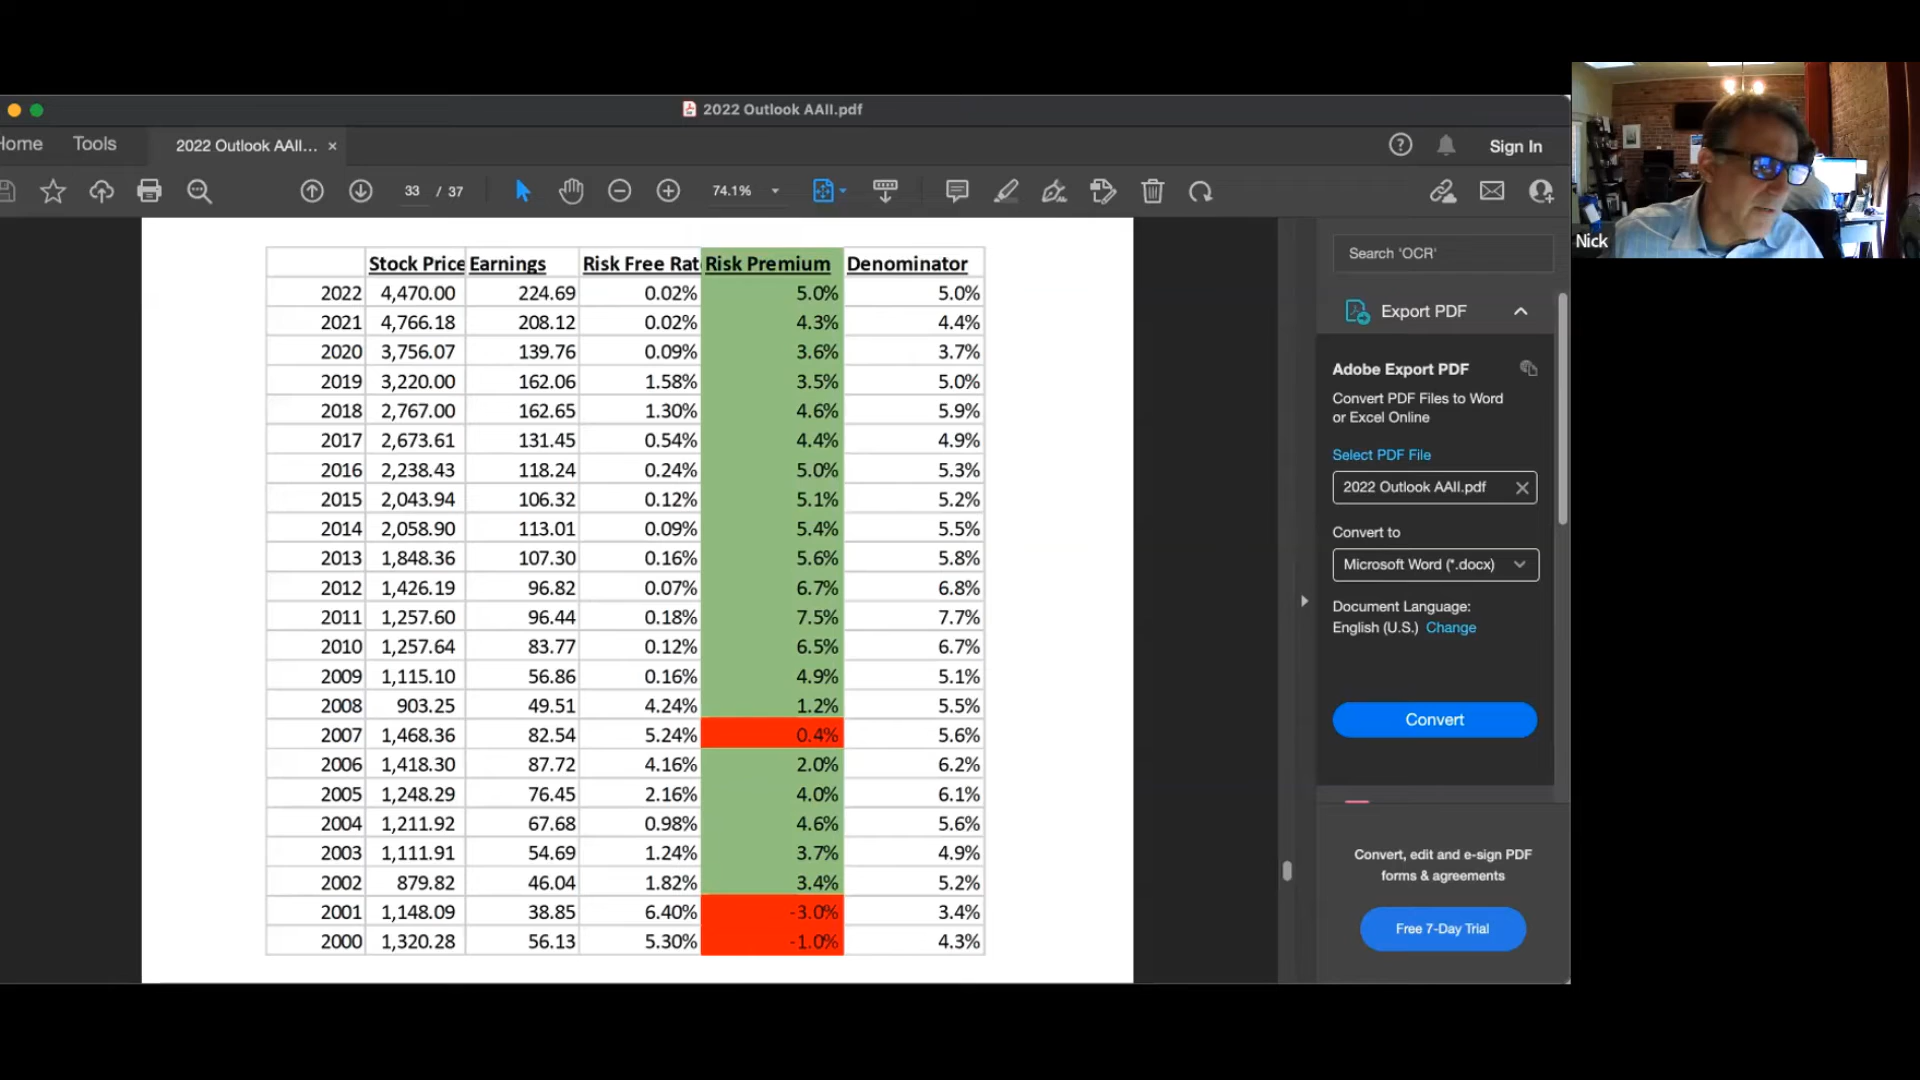 2022 Outlook AAII.pdf
Home Tools 2022 Outlook AAII... × Sign In
33 / 37 74.1%
Stock Price Earnings Risk Free Rat Risk Premium Denominator
2022 4,470.00 224.69 0.02% 5.0% 5.0%
2021 4,766.18 208.12 0.02% 4.3% 4.4%
2020 3,756.07 139.76 0.09% 3.6% 3.7%
2019 3,220.00 162.06 1.58% 3.5% 5.0%
2018 2,767.00 162.65 1.30% 4.6% 5.9%
2017 2,673.61 131.45 0.54% 4.4% 4.9%
2016 2,238.43 118.24 0.24% 5.0% 5.3%
2015 2,043.94 106.32 0.12% 5.1% 5.2%
2014 2,058.90 113.01 0.09% 5.4% 5.5%
2013 1,848.36 107.30 0.16% 5.6% 5.8%
2012 1,426.19 96.82 0.07% 6.7% 6.8%
2011 1,257.60 96.44 0.18% 7.5% 7.7%
2010 1,257.64 83.77 0.12% 6.5% 6.7%
2009 1,115.10 56.86 0.16% 4.9% 5.1%
2008 903.25 49.51 4.24% 1.2% 5.5%
2007 1,468.36 82.54 5.24% 0.4% 5.6%
2006 1,418.30 87.72 4.16% 2.0% 6.2%
2005 1,248.29 76.45 2.16% 4.0% 6.1%
2004 1,211.92 67.68 0.98% 4.6% 5.6%
2003 1,111.91 54.69 1.24% 3.7% 4.9%
2002 879.82 46.04 1.82% 3.4% 5.2%
2001 1,148.09 38.85 6.40% -3.0% 3.4%
2000 1,320.28 56.13 5.30% -1.0% 4.3%
Search 'OCR'
Export PDF
Adobe Export PDF
Convert PDF Files to Word
or Excel Online
Select PDF File
2022 Outlook AAII.pdf
Convert to
Microsoft Word (*.docx)
Document Language:
English (U.S.) Change
Convert
Convert, edit and e-sign PDF
forms & agreements
Free 7-Day Trial
Nick